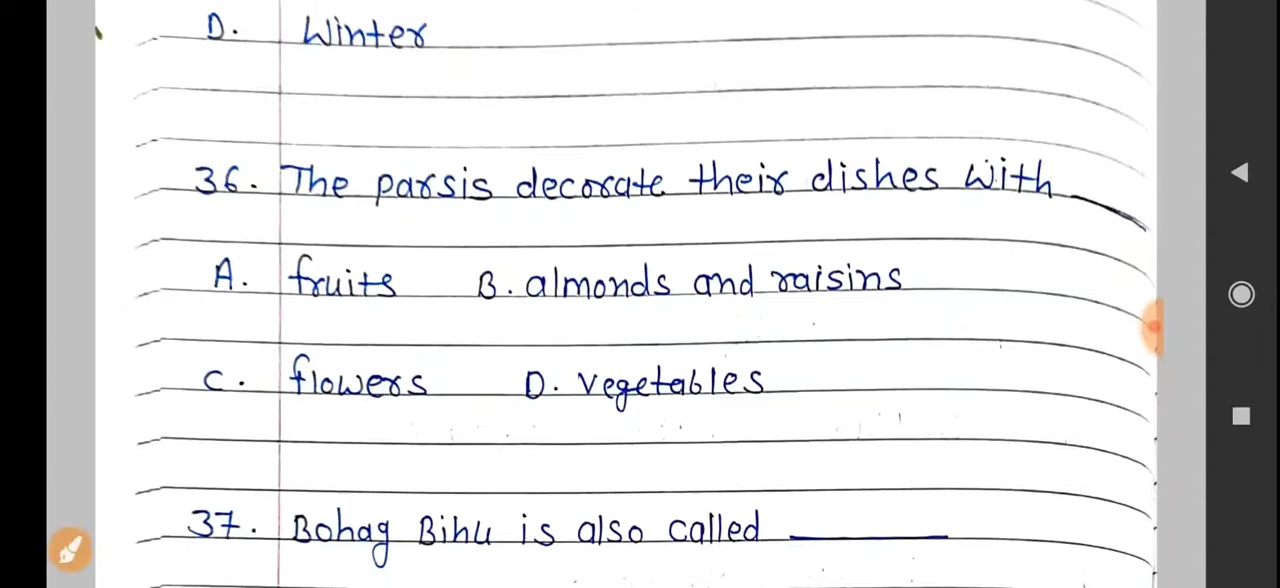 D. Winter
36. The parsis decorate their dishes with
A. fruits B. almonds and raisins
C. flowers D. vegetables
37. Bohag Bihu is also called ______